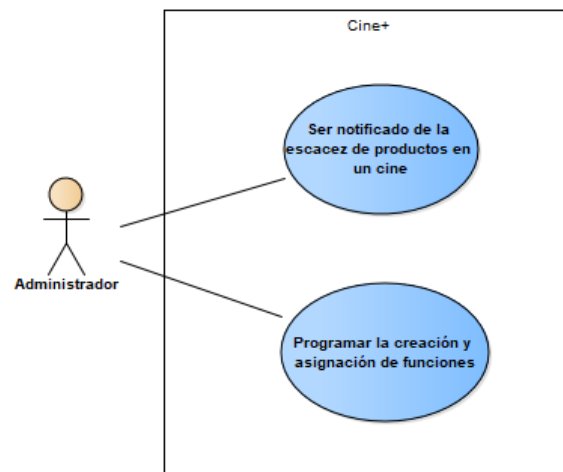 Cine+
Ser notificado de la
escacez de productos en
un cine
Administrador
Programar la creación y
asignación de funciones